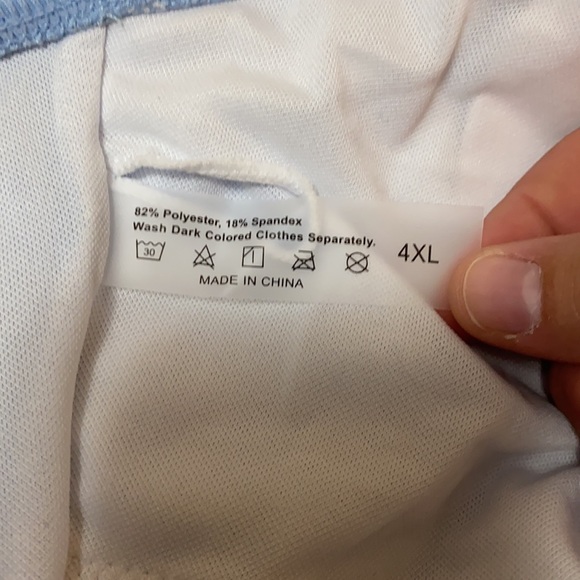 82% Polyester, 18% Spandex
Wash Dark Colored Clothes Separately.
30
4XL
MADE IN CHINA